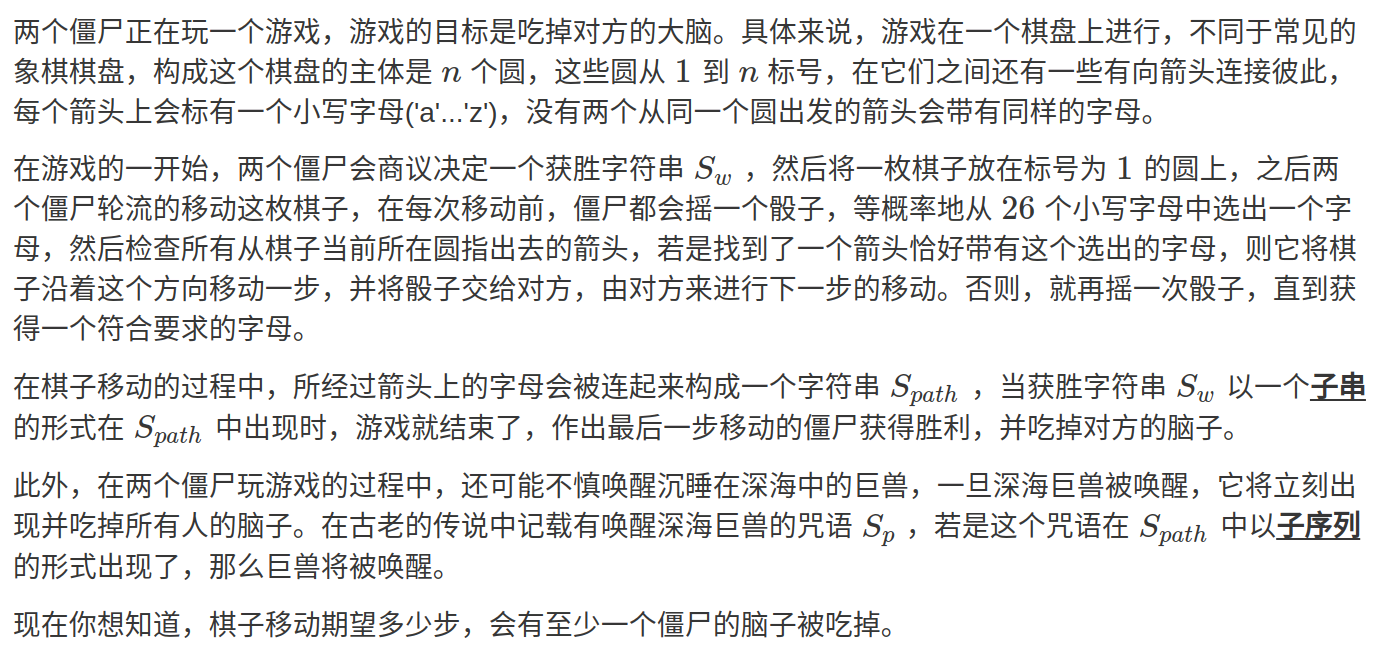 两个僵尸正在玩一个游戏，游戏的目标是吃掉对方的大脑。具体来说，游戏在一个棋盘上进行，不同于常见的
象棋棋盘，构成这个棋盘的主体是 n 个圆，这些圆从 1 到 n 标号，在它们之间还有一些有向箭头连接彼此，
每个箭头上会标有一个小写字母('a'...'z')，没有两个从同一个圆出发的箭头会带有同样的字母。
在游戏的一开始，两个僵尸会商议决定一个获胜字符串 S_w ，然后将一枚棋子放在标号为 1 的圆上，之后两
个僵尸轮流的移动这枚棋子，在每次移动前，僵尸都会摇一个骰子，等概率地从 26 个小写字母中选出一个字
母，然后检查所有从棋子当前所在圆指出去的箭头，若是找到了一个箭头恰好带有这个选出的字母，则它将棋
子沿着这个方向移动一步，并将骰子交给对方，由对方来进行下一步的移动。否则，就再摇一次骰子，直到获
得一个符合要求的字母。
在棋子移动的过程中，所经过箭头上的字母会被连起来构成一个字符串 S_{path} ，当获胜字符串 S_w 以一个子串
的形式在 S_{path} 中出现时，游戏就结束了，作出最后一步移动的僵尸获得胜利，并吃掉对方的脑子。
此外，在两个僵尸玩游戏的过程中，还可能不慎唤醒沉睡在深海中的巨兽，一旦深海巨兽被唤醒，它将立刻出
现并吃掉所有人的脑子。在古老的传说中记载有唤醒深海巨兽的咒语 S_p ，若是这个咒语在 S_{path} 中以子序列
的形式出现了，那么巨兽将被唤醒。
现在你想知道，棋子移动期望多少步，会有至少一个僵尸的脑子被吃掉。